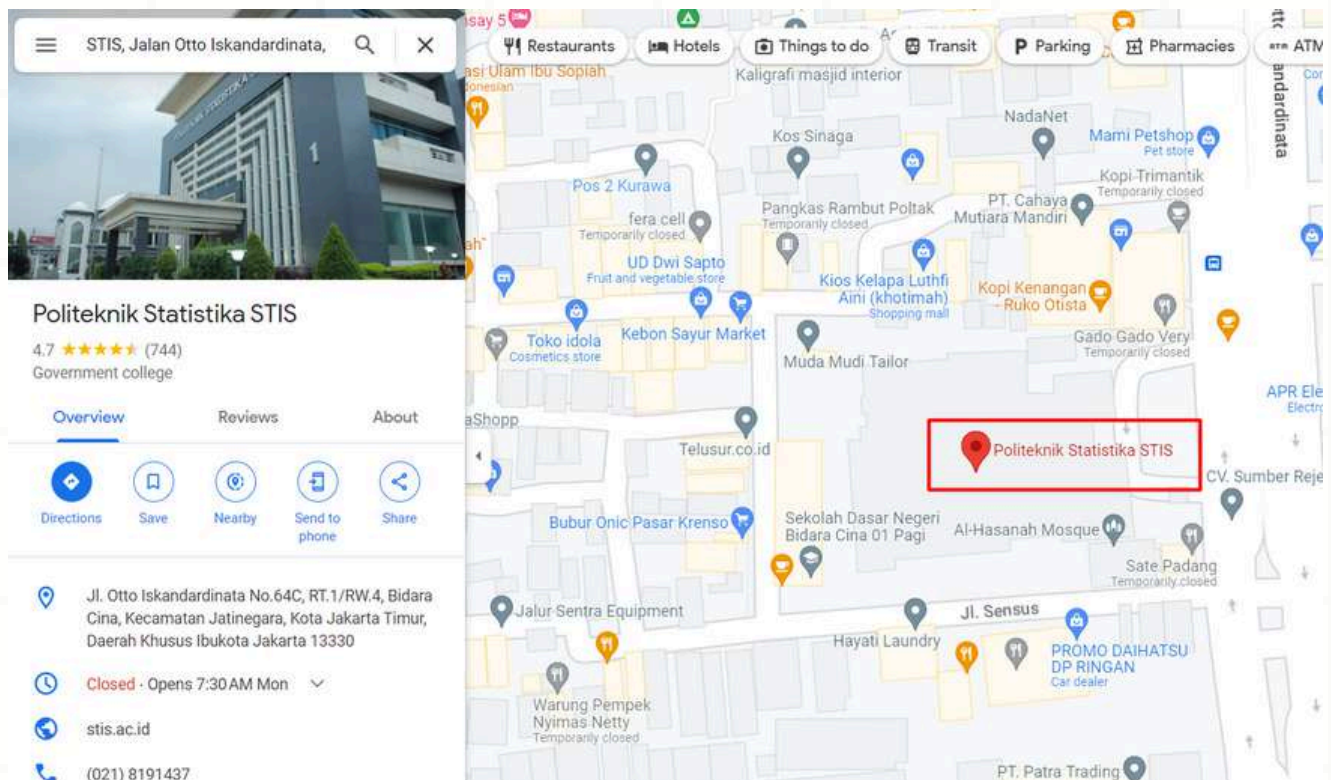 STIS, Jalan Otto Iskandardinata,
Politeknik Statistika STIS
4.7 (744)
Government college
Overview Reviews About
Directions Save Nearby Send to phone Share
Jl. Otto Iskandardinata No.64C, RT.1/RW.4, Bidara
Cina, Kecamatan Jatinegara, Kota Jakarta Timur,
Daerah Khusus Ibukota Jakarta 13330
Closed · Opens 7:30 AM Mon
stis.ac.id
(021) 8191437
Restaurants Hotels Things to do Transit P Parking Pharmacies ATM
asi Ulam Ibu Sopiah
Kaligrafi masjid interior
andardinata
NadaNet
Kos Sinaga
Mami Petshop
Pet store
Pos 2 Kurawa
Kopi Trimantik
Temporarily closed
PT. Cahaya
Mutiara Mandiri
Pangkas Rambut Poltak
Temporarily closed
fera cell
Temporarily closed
UD Dwi Sapto
Fruit and vegetable store
Kios Kelapa Luthfi
Aini (khotimah)
Shopping mall
Kopi Kenangan
- Ruko Otista
Toko idola
Cosmetics store
Kebon Sayur Market
Muda Mudi Tailor
Gado Gado Very
Temporarily closed
APR Ele
Electro
aShopp
Telusur.co.id
Politeknik Statistika STIS
CV. Sumber Reje
Bubur Onic Pasar Krenso
Sekolah Dasar Negeri
Bidara Cina 01 Pagi
Al-Hasanah Mosque
Sate Padang
Temporarily closed
Jalur Sentra Equipment
Jl. Sensus
Hayati Laundry
PROMO DAIHATSU
DP RINGAN
Car dealer
Warung Pempek
Nyimas Netty
Temporarily closed
PT. Patra Trading